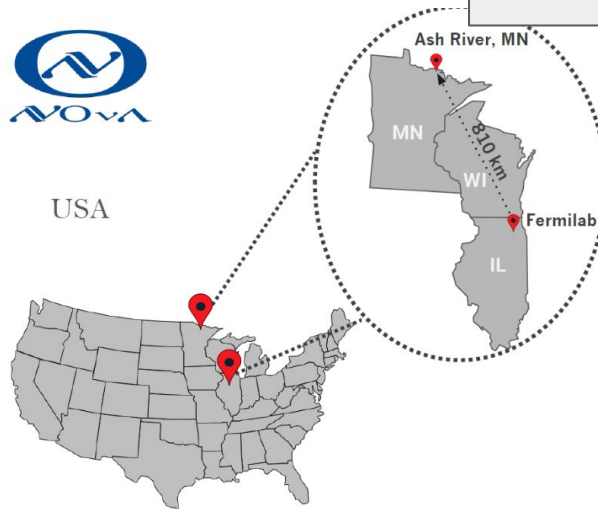 NOvA
USA
Ash River, MN
MN
810 km
WI
Fermilab
IL